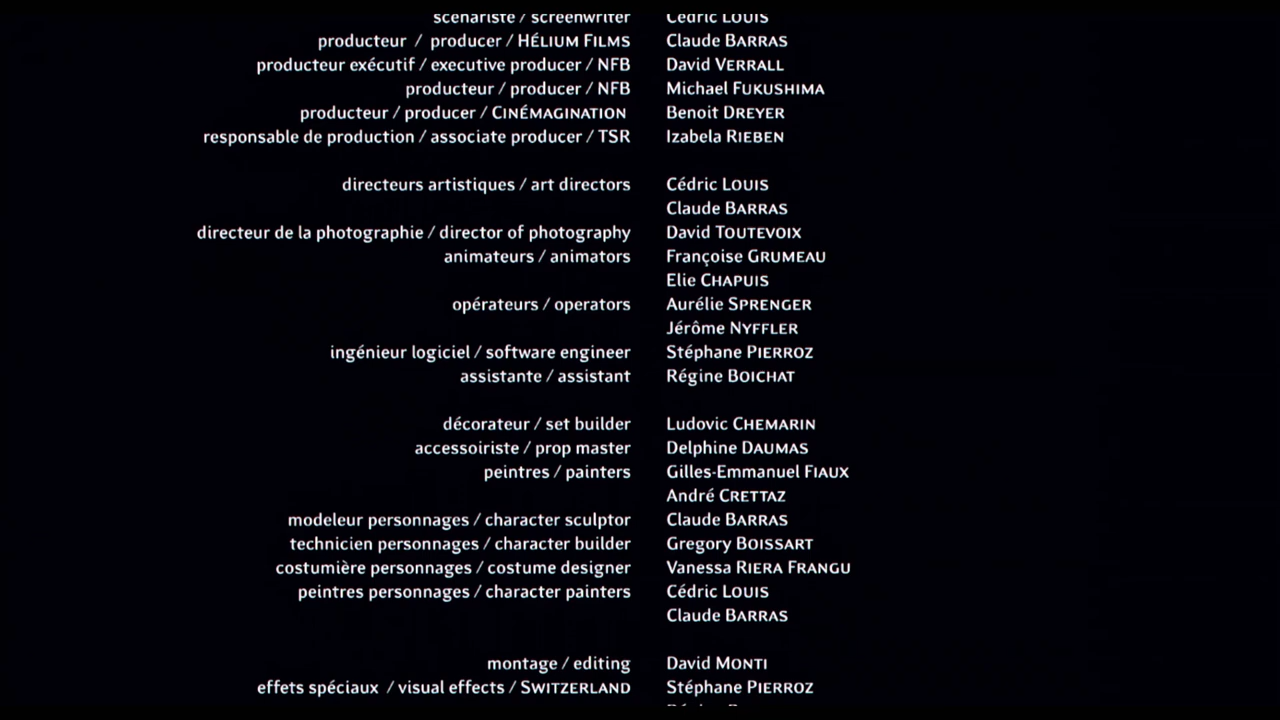 scénariste / screenwriter Cédric LOUIS
producteur / producer / HÉLIUM FILMS Claude BARRAS
producteur exécutif / executive producer / NFB David VERRALL
producteur / producer / NFB Michael FUKUSHIMA
producteur / producer / CINÉMAGINATION Benoit DREYER
responsable de production / associate producer / TSR Izabela RIEBEN
directeurs artistiques / art directors Cédric LOUIS
Claude BARRAS
directeur de la photographie / director of photography David TOUTEVOIX
animateurs / animators Françoise GRUMEAU
Elie CHAPUIS
opérateurs / operators Aurélie SPRENGER
Jérôme NYFFLER
ingénieur logiciel / software engineer Stéphane PIERROZ
assistante / assistant Régine BOICHAT
décorateur / set builder Ludovic CHEMARIN
accessoiriste / prop master Delphine DAUMAS
peintres / painters Gilles-Emmanuel FIAUX
André CRETTAZ
modeleur personnages / character sculptor Claude BARRAS
technicien personnages / character builder Gregory BOISSART
costumière personnages / costume designer Vanessa RIERA FRANGU
peintres personnages / character painters Cédric LOUIS
Claude BARRAS
montage / editing David MONTI
effets spéciaux / visual effects / SWITZERLAND Stéphane PIERROZ